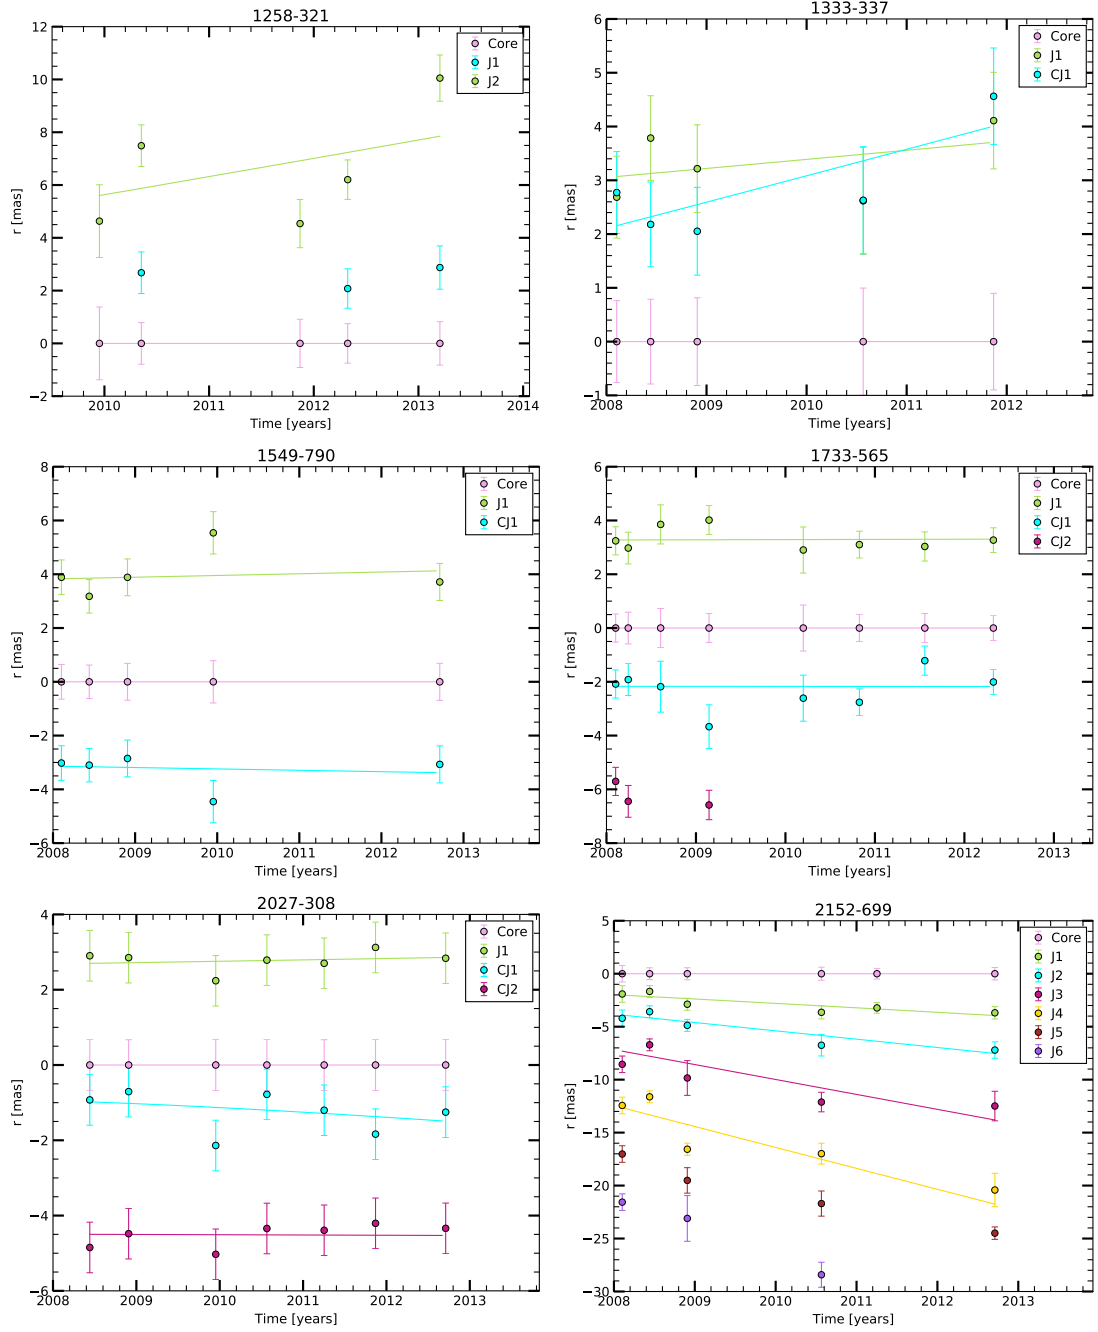 1258-321
12
10
8
6
4
2
0
−2
r [mas]
2010 2011 2012 2013 2014
Time [years]
Core
J1
J2
1333-337
6
5
4
3
2
1
0
−1
r [mas]
2008 2009 2010 2011 2012
Time [years]
Core
J1
CJ1
1549-790
8
6
4
2
0
−2
−4
−6
r [mas]
2008 2009 2010 2011 2012 2013
Time [years]
Core
J1
CJ1
1733-565
6
4
2
0
−2
−4
−6
−8
r [mas]
2008 2009 2010 2011 2012 2013
Time [years]
Core
J1
CJ1
CJ2
2027-308
4
2
0
−2
−4
−6
r [mas]
2008 2009 2010 2011 2012 2013
Time [years]
Core
J1
CJ1
CJ2
2152-699
5
0
−5
−10
−15
−20
−25
−30
r [mas]
2008 2009 2010 2011 2012 2013
Time [years]
Core
J1
J2
J3
J4
J5
J6